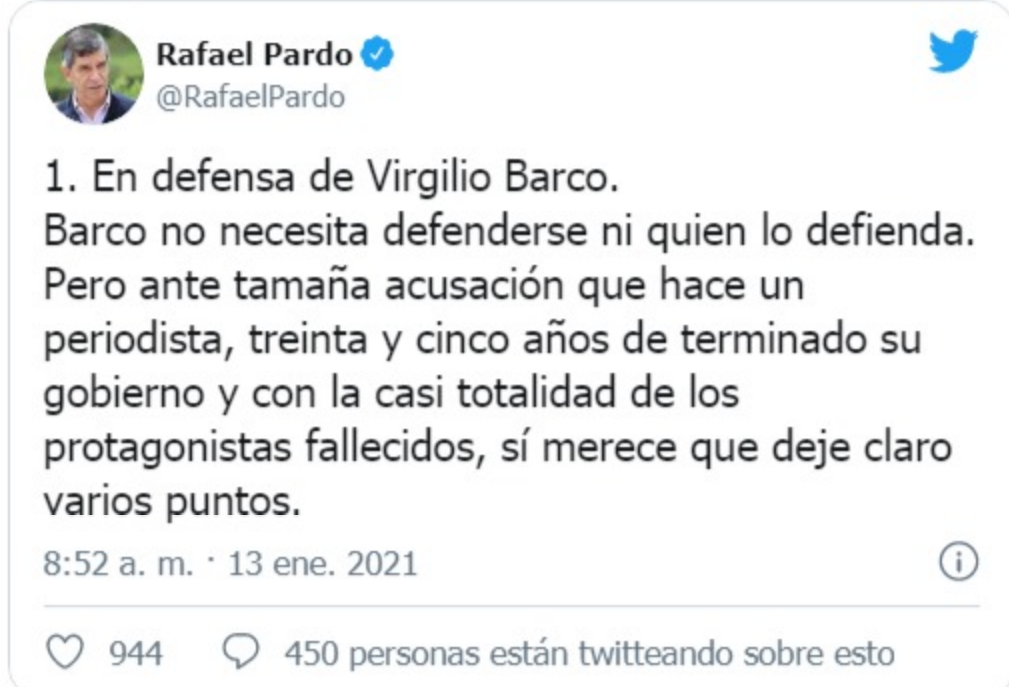 Rafael Pardo
@RafaelPardo
1. En defensa de Virgilio Barco.
Barco no necesita defenderse ni quien lo defienda.
Pero ante tamaña acusación que hace un
periodista, treinta y cinco años de terminado su
gobierno y con la casi totalidad de los
protagonistas fallecidos, sí merece que deje claro
varios puntos.
8:52 a. m. · 13 ene. 2021
944 450 personas están twitteando sobre esto